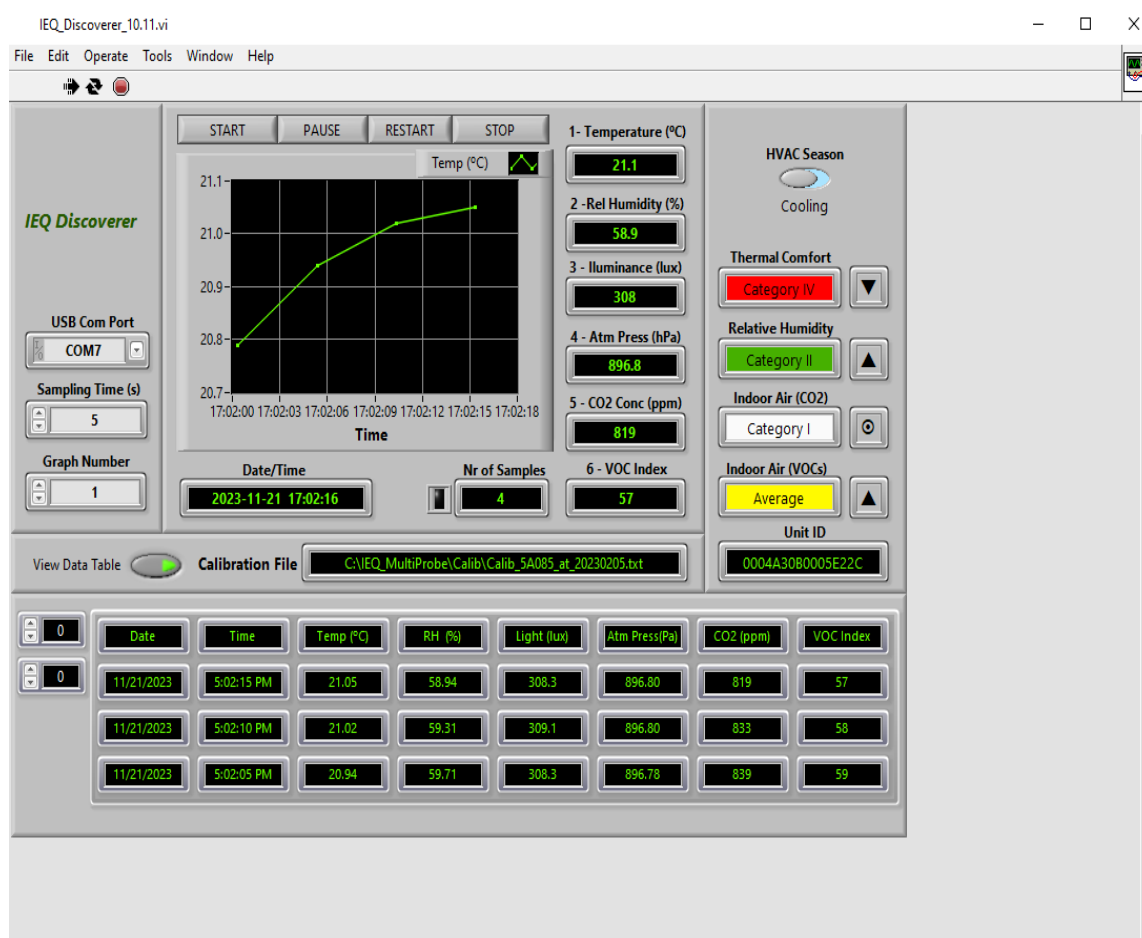 IEQ_Discoverer_10.11.vi
File Edit Operate Tools Window Help
START PAUSE RESTART STOP
Temp (ºC)
21.1
21.0
20.9
20.8
20.7
17:02:00 17:02:03 17:02:06 17:02:09 17:02:12 17:02:15 17:02:18
Time
IEQ Discoverer
USB Com Port
COM7
Sampling Time (s)
5
Graph Number
1
Date/Time
2023-11-21 17:02:16
Nr of Samples
4
1- Temperature (ºC)
21.1
2 -Rel Humidity (%)
58.9
3 - Iluminance (lux)
308
4 - Atm Press (hPa)
896.8
5 - CO2 Conc (ppm)
819
6 - VOC Index
57
HVAC Season
Cooling
Thermal Comfort
Category IV
Relative Humidity
Category II
Indoor Air (CO2)
Category I
Indoor Air (VOCs)
Average
Unit ID
0004A30B0005E22C
View Data Table
Calibration File
C:\IEQ_MultiProbe\Calib\Calib_5A085_at_20230205.txt
0
0
Date Time Temp (ºC) RH (%) Light (lux) Atm Press(Pa) CO2 (ppm) VOC Index
11/21/2023 5:02:15 PM 21.05 58.94 308.3 896.80 819 57
11/21/2023 5:02:10 PM 21.02 59.31 309.1 896.80 833 58
11/21/2023 5:02:05 PM 20.94 59.71 308.3 896.78 839 59